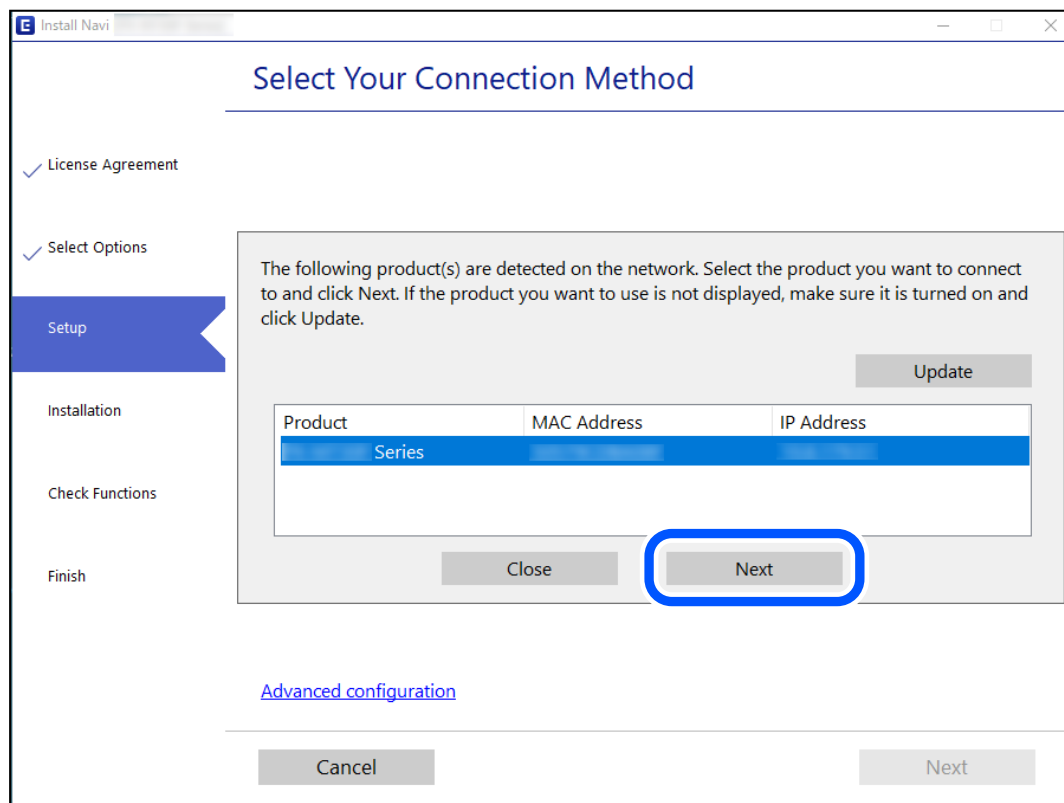 Install Navi
Select Your Connection Method
License Agreement
Select Options
Setup
Installation
Check Functions
Finish
The following product(s) are detected on the network. Select the product you want to connect
to and click Next. If the product you want to use is not displayed, make sure it is turned on and
click Update.
Update
Product MAC Address IP Address
Series
Close Next
Advanced configuration
Cancel Next